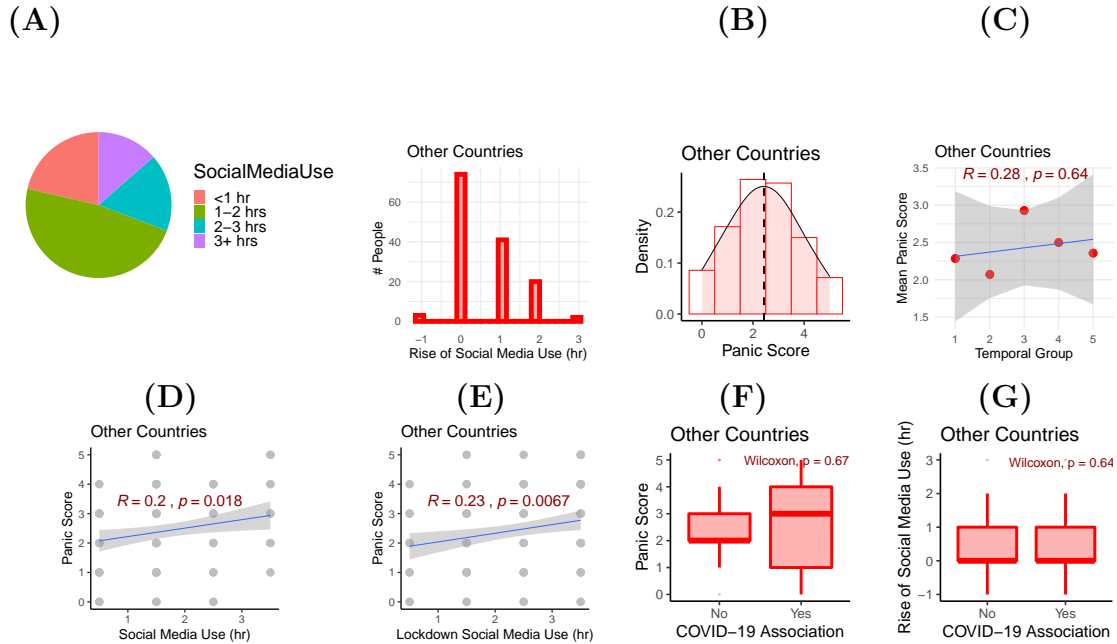 (A)
(B)
(C)
SocialMediaUse
<1 hr
1−2 hrs
2−3 hrs
3+ hrs
Other Countries
# People
60
40
20
0
−1
0
1
2
3
Rise of Social Media Use (hr)
Other Countries
Density
0.2
0.1
0.0
0
2
4
Panic Score
Other Countries
R = 0.28 , p = 0.64
Mean Panic Score
3.5
3.0
2.5
2.0
1.5
1
2
3
4
5
Temporal Group
(D)
(E)
(F)
(G)
Other Countries
R = 0.2 , p = 0.018
Panic Score
5
4
3
2
1
0
1
2
3
Social Media Use (hr)
Other Countries
R = 0.23 , p = 0.0067
Panic Score
5
4
3
2
1
0
1
2
3
Lockdown Social Media Use (hr)
Other Countries
Wilcoxon, p = 0.67
Panic Score
5
4
3
2
1
0
No
Yes
COVID−19 Association
Other Countries
Wilcoxon, p = 0.64
Rise of Social Media Use (hr)
3
2
1
0
−1
No
Yes
COVID−19 Association